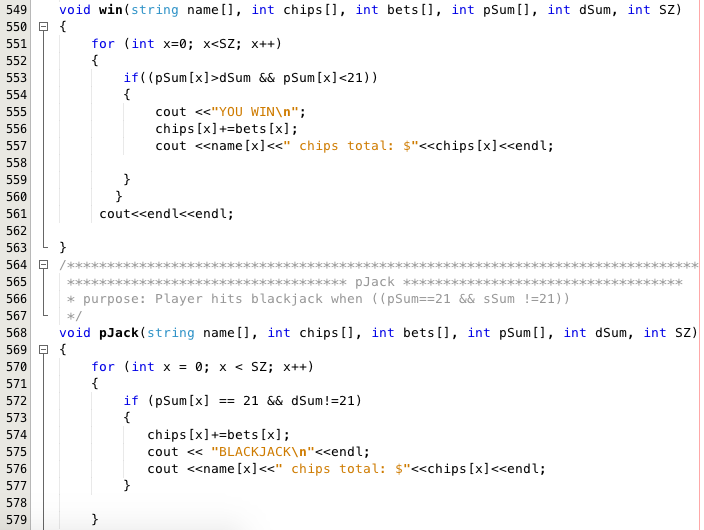 549 void win(string name[], int chips[], int bets[], int pSum[], int dSum, int SZ)
550 {
551 for (int x=0; x<SZ; x++)
552 {
553 if((pSum[x]>dSum && pSum[x]<21))
554 {
555 cout <<"YOU WIN\n";
556 chips[x]+=bets[x];
557 cout <<name[x]<<" chips total: $"<<chips[x]<<endl;
558
559 }
560 }
561 cout<<endl<<endl;
562
563 }
564 /*******************************************************************************
565 *********************************** pJack ***********************************
566 * purpose: Player hits blackjack when ((pSum==21 && sSum !=21))
567 */
568 void pJack(string name[], int chips[], int bets[], int pSum[], int dSum, int SZ)
569 {
570 for (int x = 0; x < SZ; x++)
571 {
572 if (pSum[x] == 21 && dSum!=21)
573 {
574 chips[x]+=bets[x];
575 cout << "BLACKJACK\n"<<endl;
576 cout <<name[x]<<" chips total: $"<<chips[x]<<endl;
577 }
578
579 }